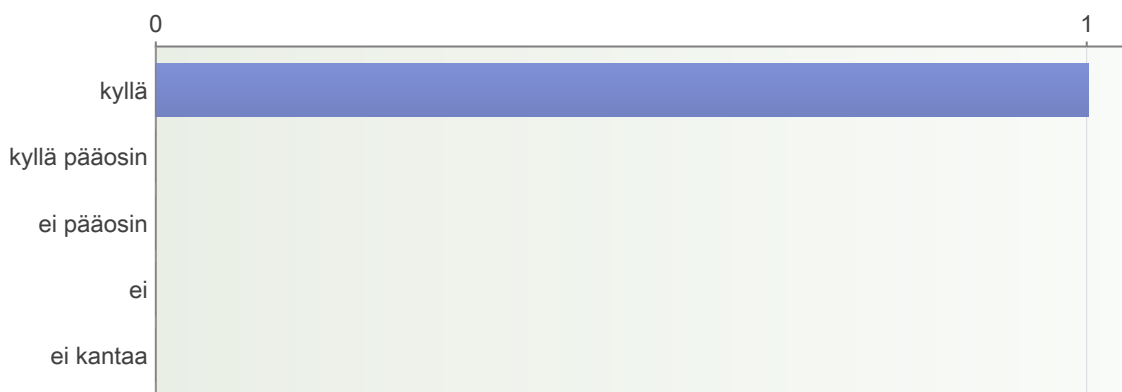 0 1
kyllä
kyllä pääosin
ei pääosin
ei
ei kantaa